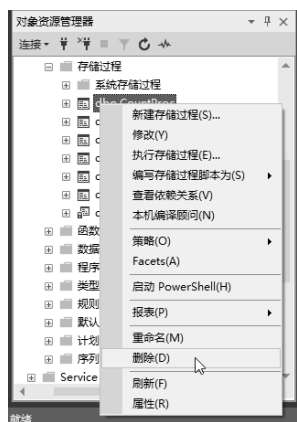 对象资源管理器
连接
存储过程
系统存储过程
dbo.CountProc
新建存储过程(S)...
修改(Y)
执行存储过程(E)...
编写存储过程脚本为(S)
查看依赖关系(V)
本机编译顾问(N)
策略(O)
Facets(A)
启动 PowerShell(H)
报表(P)
重命名(M)
删除(D)
刷新(F)
属性(R)
函数
数据
程序
类型
规则
默认
计划
序列
Service
就绪